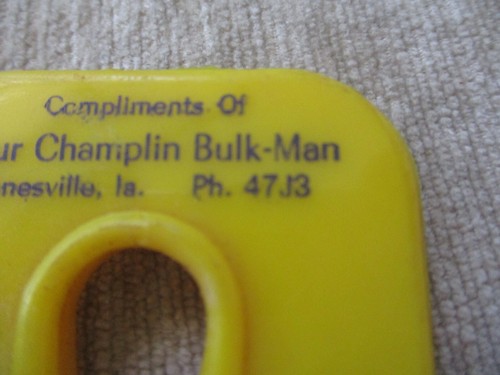 Compliments Of
ur Champlin Bulk-Man
nesville, Ia. Ph. 47J3